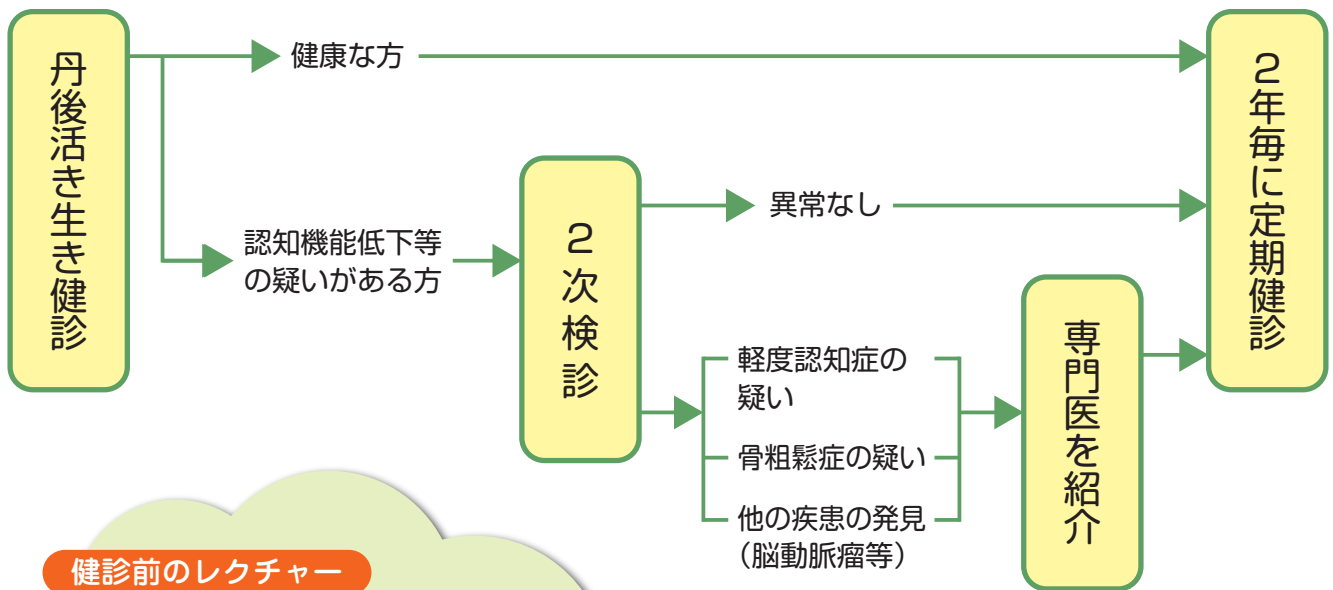 丹後活き生き健診
健康な方
認知機能低下等
の疑いがある方
２次検診
異常なし
軽度認知症の
疑い
骨粗鬆症の疑い
他の疾患の発見
（脳動脈瘤等）
専門医を紹介
２年毎に定期健診
健診前のレクチャー